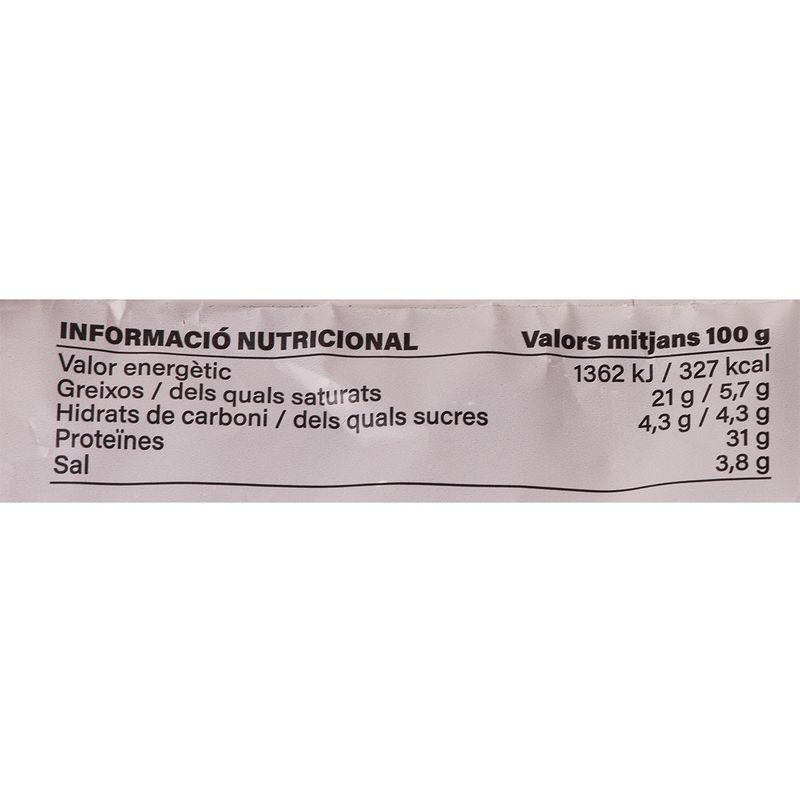 INFORMACIÓ NUTRICIONAL Valors mitjans 100 g
Valor energètic 1362 kJ / 327 kcal
Greixos / dels quals saturats 21 g / 5,7 g
Hidrats de carboni / dels quals sucres 4,3 g / 4,3 g
Proteïnes 31 g
Sal 3,8 g